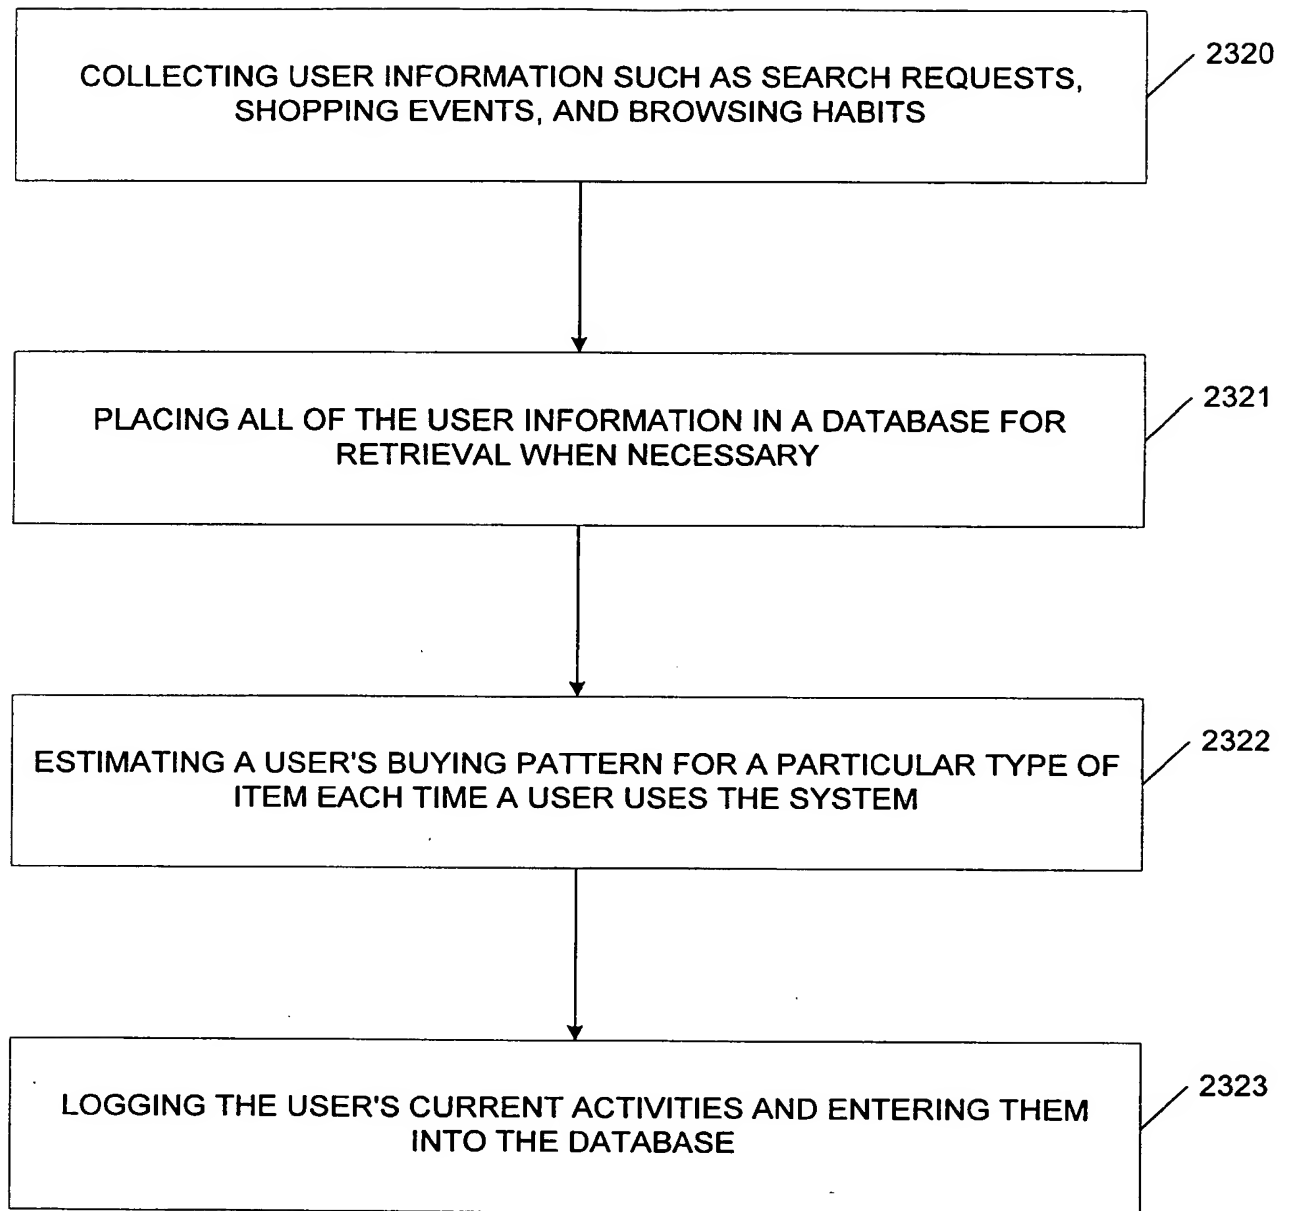 COLLECTING USER INFORMATION SUCH AS SEARCH REQUESTS,
SHOPPING EVENTS, AND BROWSING HABITS
2320
PLACING ALL OF THE USER INFORMATION IN A DATABASE FOR
RETRIEVAL WHEN NECESSARY
2321
ESTIMATING A USER'S BUYING PATTERN FOR A PARTICULAR TYPE OF
ITEM EACH TIME A USER USES THE SYSTEM
2322
LOGGING THE USER'S CURRENT ACTIVITIES AND ENTERING THEM
INTO THE DATABASE
2323